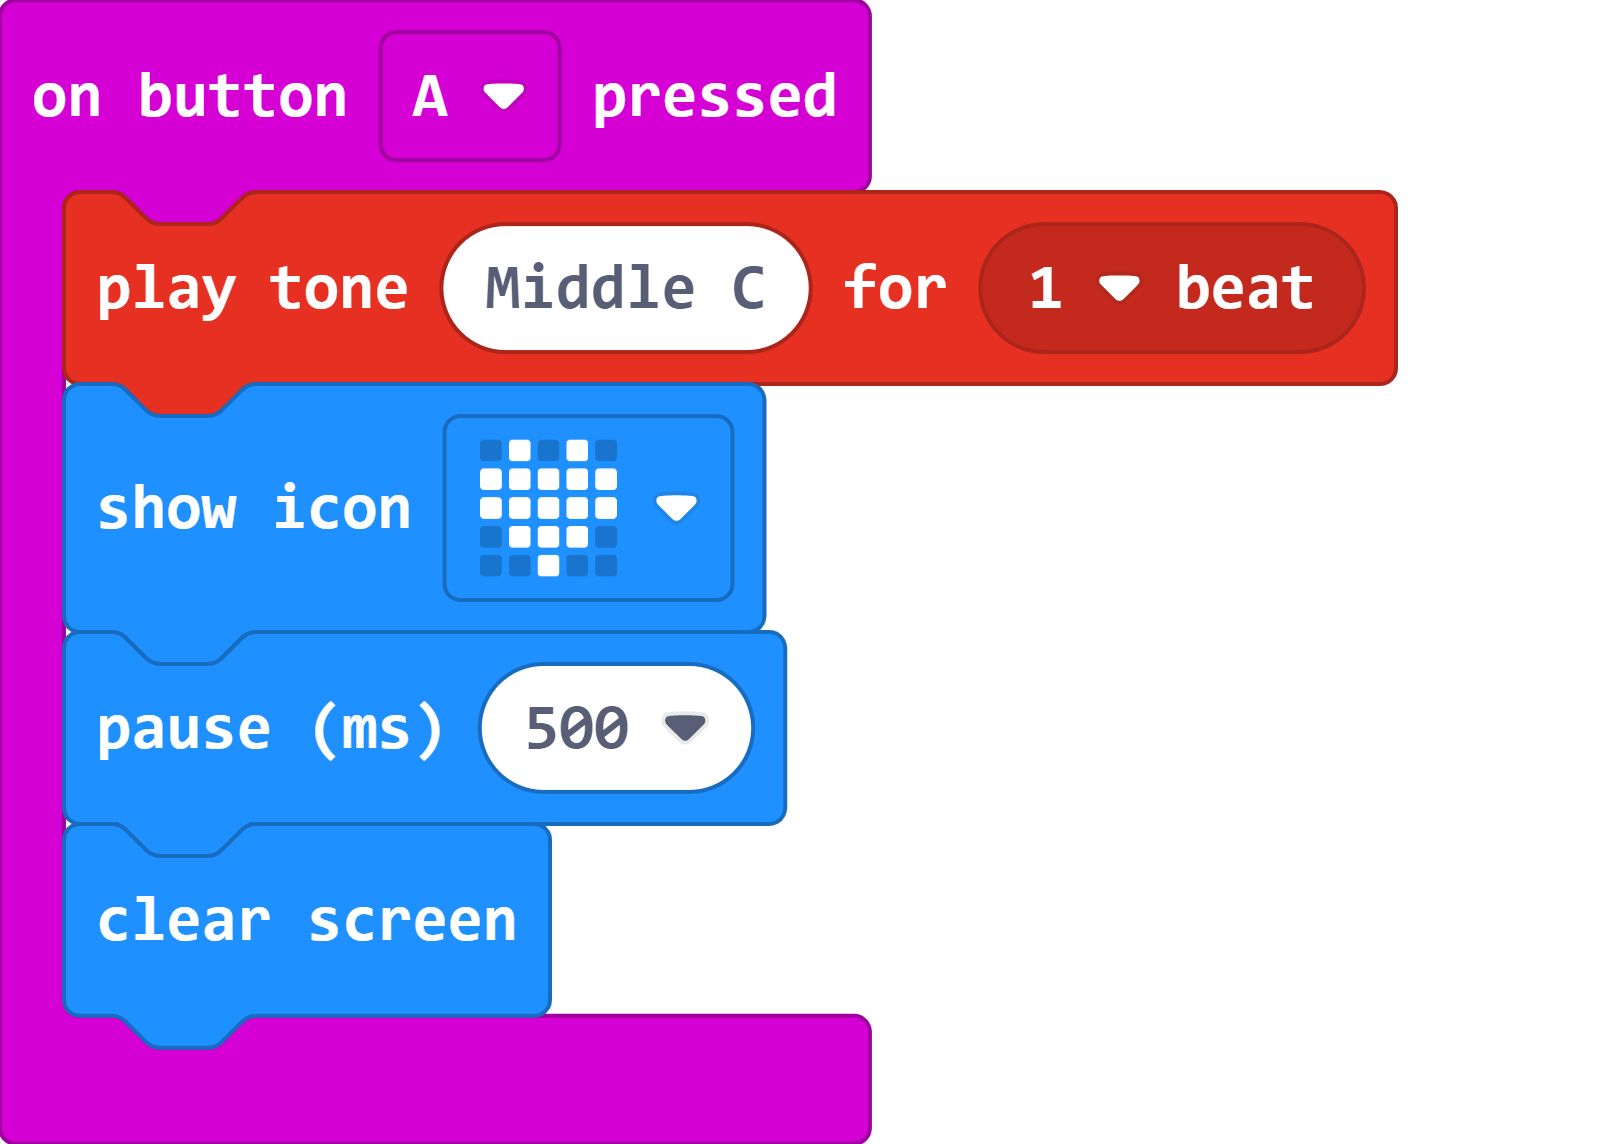 on button A pressed
play tone Middle C for 1 beat
show icon
pause (ms) 500
clear screen